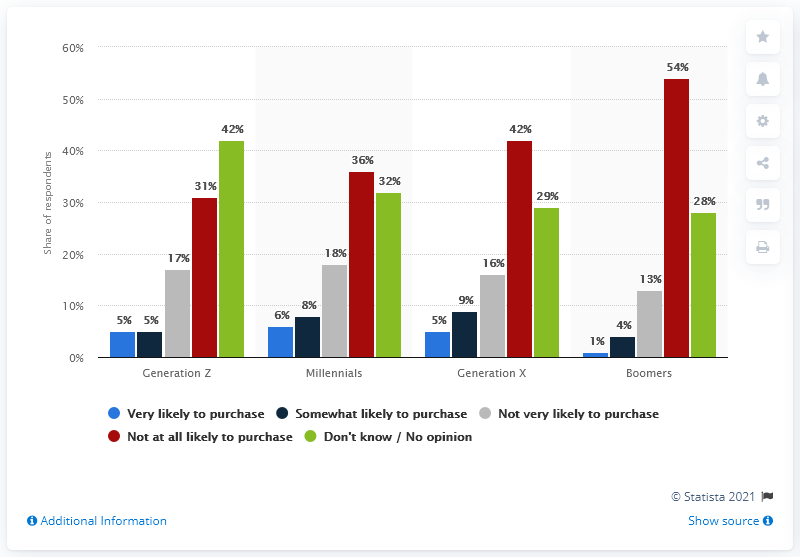 60%
50%
40%
30%
20%
10%
0%
Share of respondents
5% 5% 17% 31% 42%
6% 8% 18% 36% 32%
5% 9% 16% 42% 29%
1% 4% 13% 54% 28%
Generation Z Millennials Generation X Boomers
Very likely to purchase Somewhat likely to purchase Not very likely to purchase
Not at all likely to purchase Don't know / No opinion
© Statista 2021
Additional Information Show source